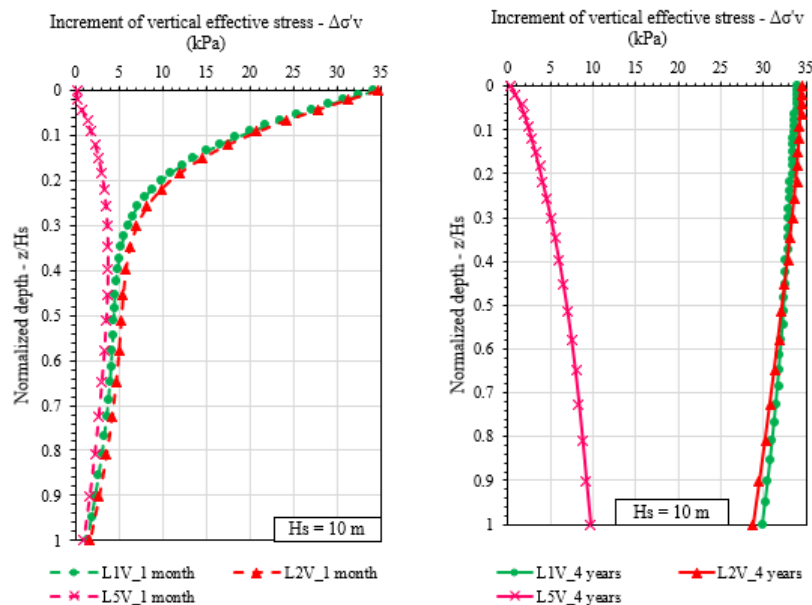 Increment of vertical effective stress - Δσ'v
(kPa)
0 5 10 15 20 25 30 35
Normalized depth - z/Hs
0
0.1
0.2
0.3
0.4
0.5
0.6
0.7
0.8
0.9
1
Hs = 10 m
L1V_1 month
L2V_1 month
L5V_1 month
Increment of vertical effective stress - Δσ'v
(kPa)
0 5 10 15 20 25 30 35
Normalized depth - z/Hs
0
0.1
0.2
0.3
0.4
0.5
0.6
0.7
0.8
0.9
1
Hs = 10 m
L1V_4 years
L2V_4 years
L5V_4 years